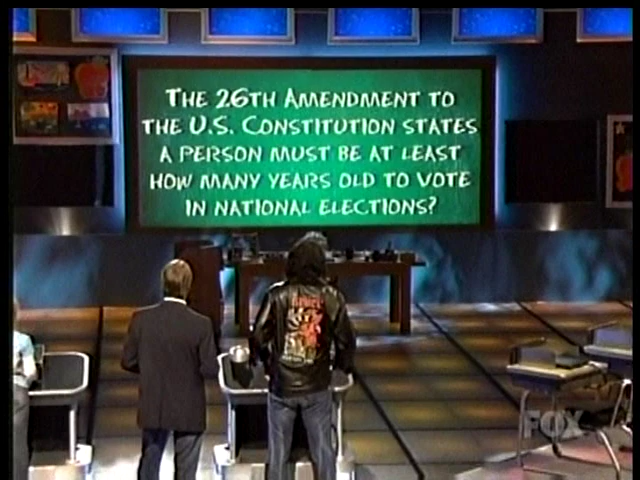 THE 26TH AMENDMENT TO
THE U.S. CONSTITUTION STATES
A PERSON MUST BE AT LEAST
HOW MANY YEARS OLD TO VOTE
IN NATIONAL ELECTIONS?
FOX